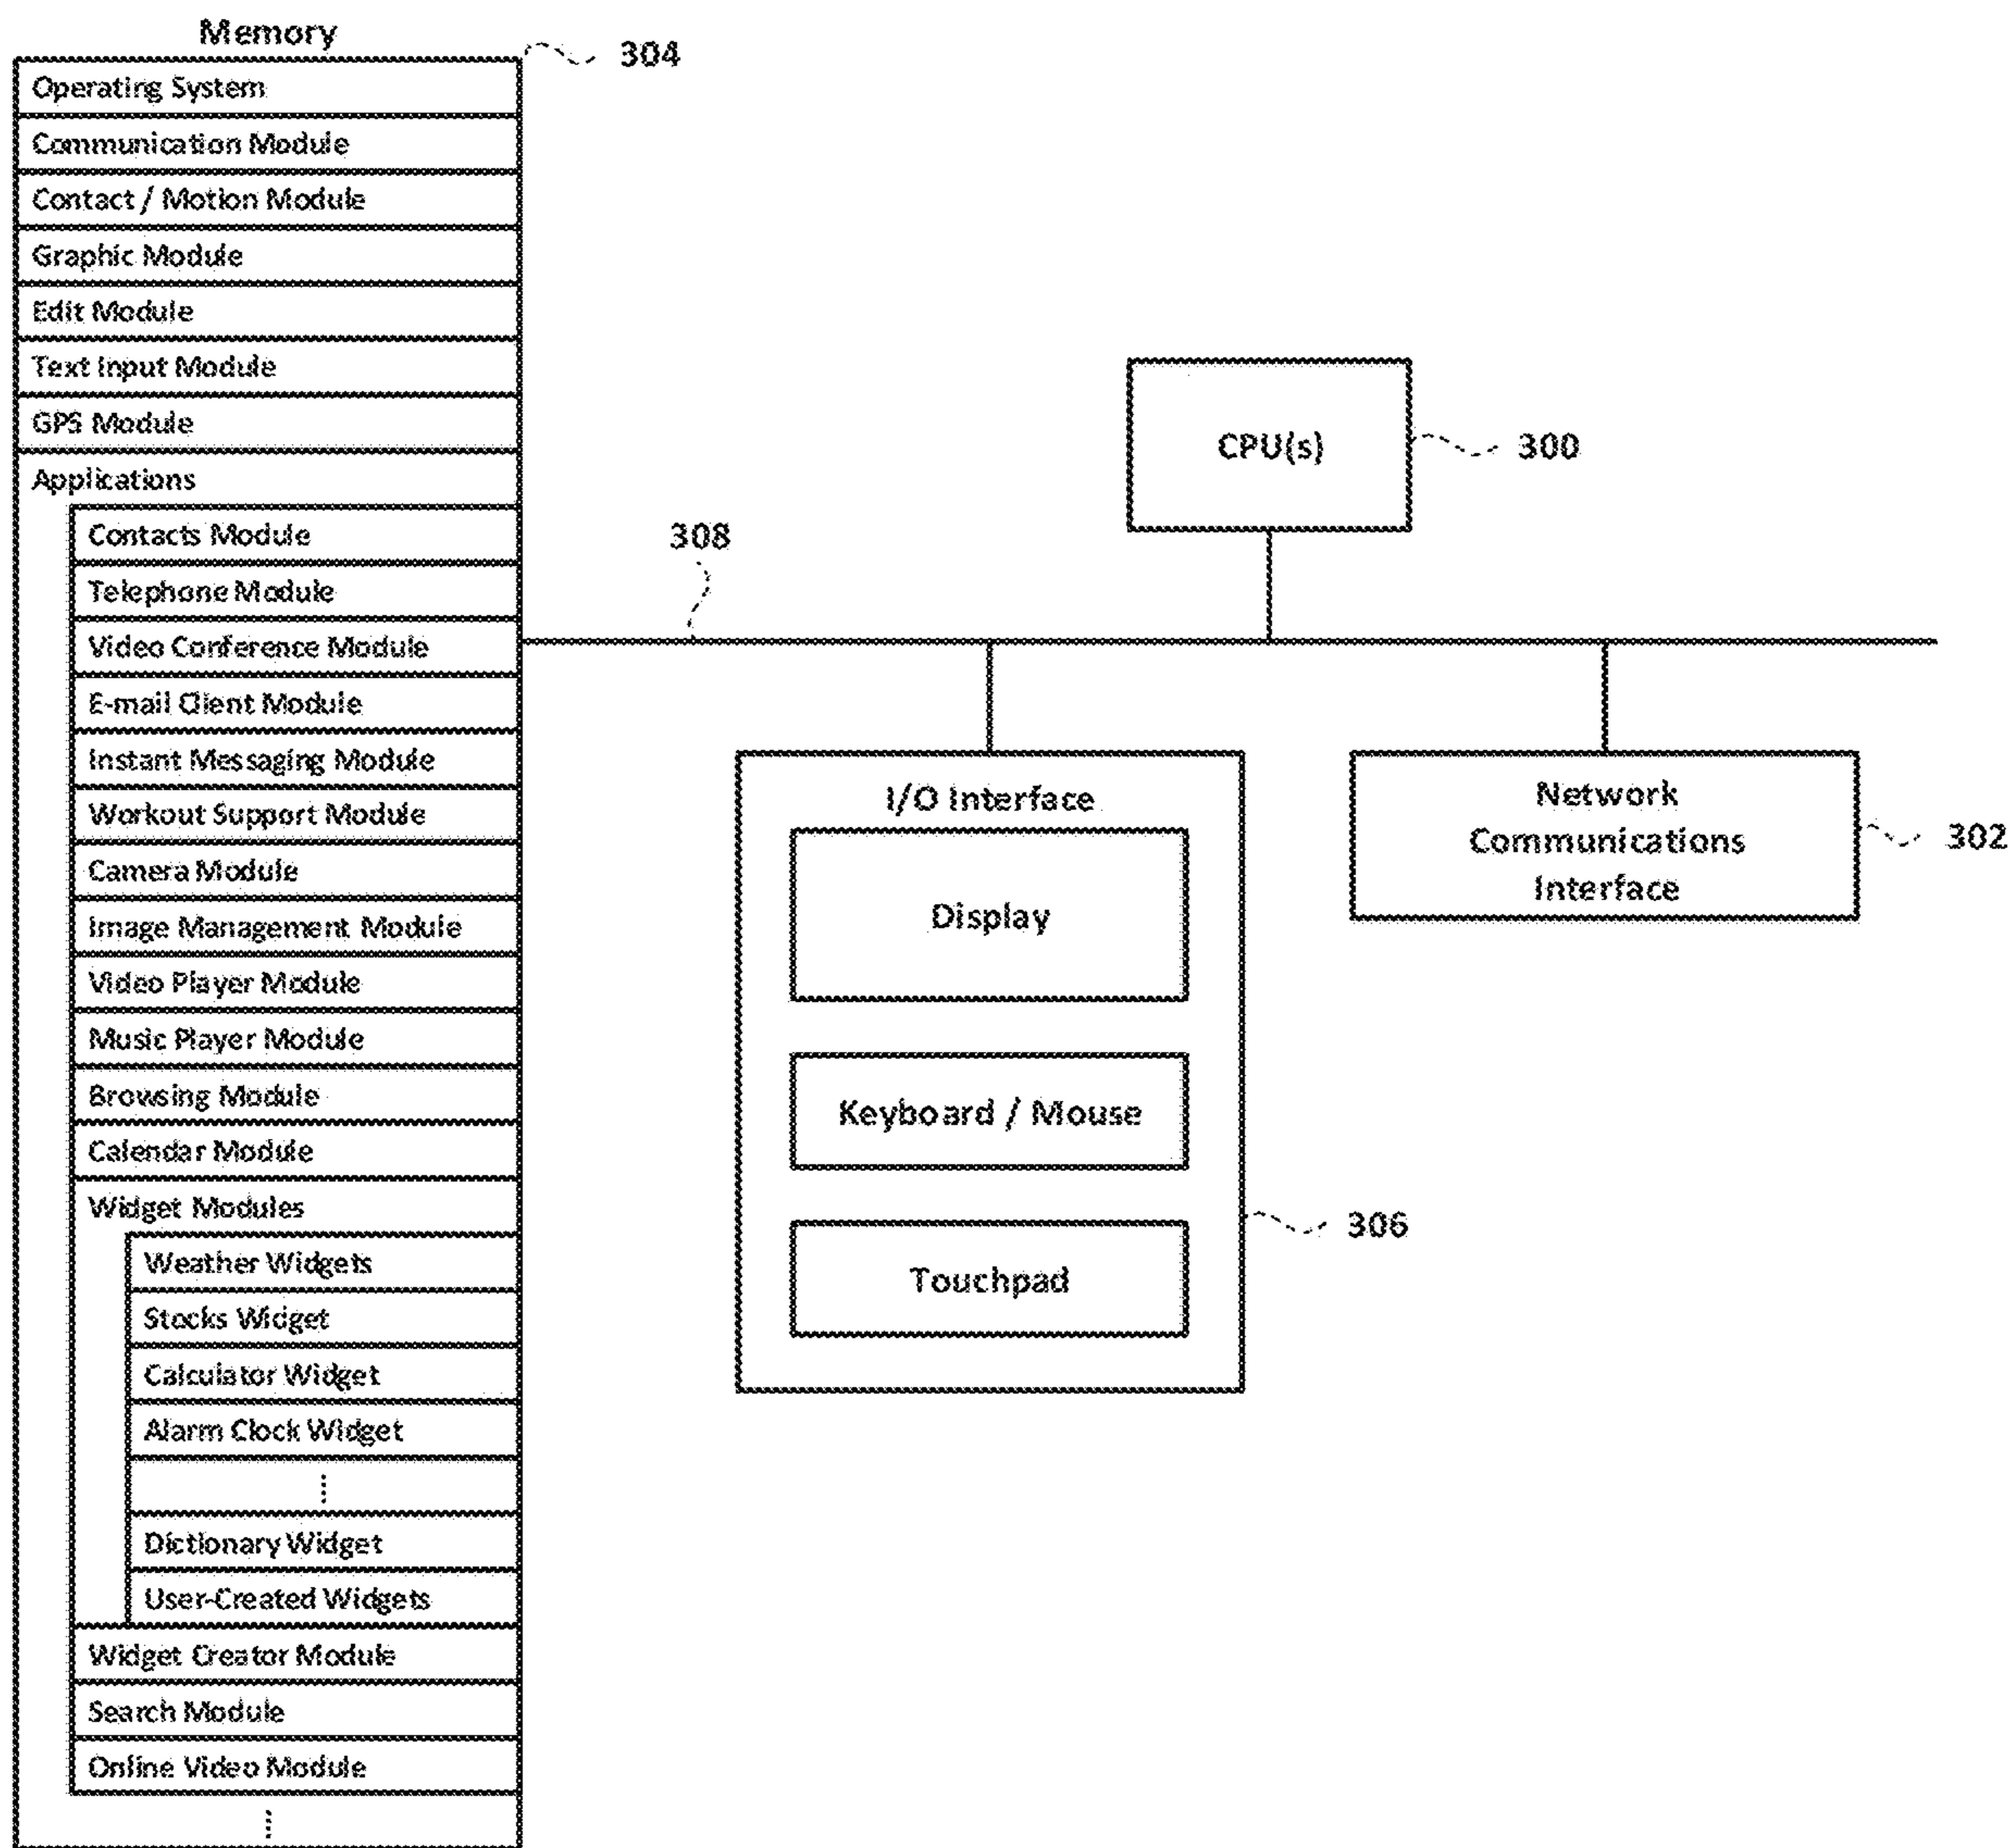 Memory
304
Operating System
Communication Module
Contact / Motion Module
Graphic Module
Edit Module
Text Input Module
GPS Module
Applications
Contacts Module
Telephone Module
Video Conference Module
E-mail Client Module
Instant Messaging Module
Workout Support Module
Camera Module
Image Management Module
Video Player Module
Music Player Module
Browsing Module
Calendar Module
Widget Modules
Weather Widgets
Stocks Widget
Calculator Widget
Alarm Clock Widget
⋮
Dictionary Widget
User-Created Widgets
Widget Creator Module
Search Module
Online Video Module
⋮
308
CPU(s)
300
I/O Interface
Display
Keyboard / Mouse
Touchpad
306
Network
Communications
Interface
302